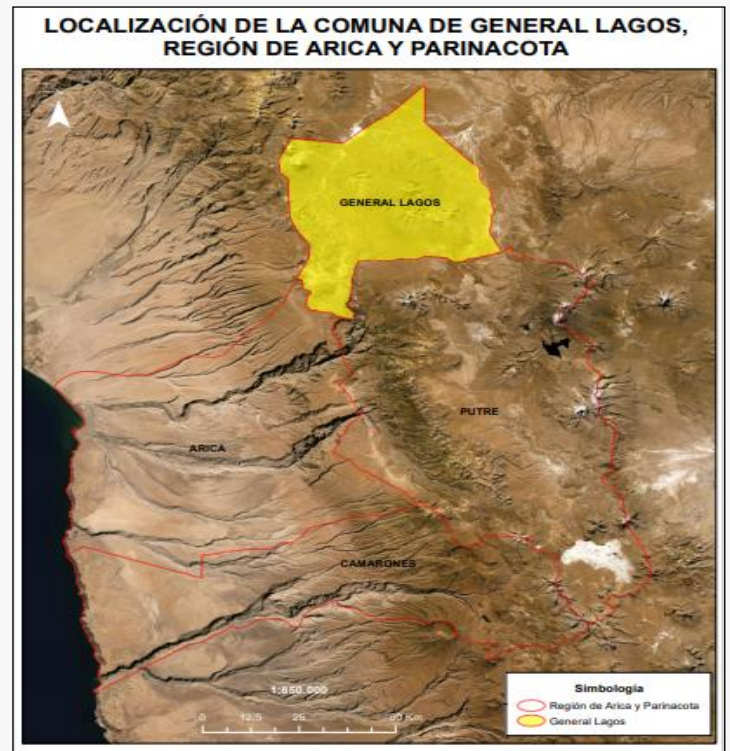 LOCALIZACIÓN DE LA COMUNA DE GENERAL LAGOS,
REGIÓN DE ARICA Y PARINACOTA
GENERAL LAGOS
PUTRE
ARICA
CAMARONES
1:850.000
0 12,5 25 50 Km
Simbología
Región de Arica y Parinacota
General Lagos